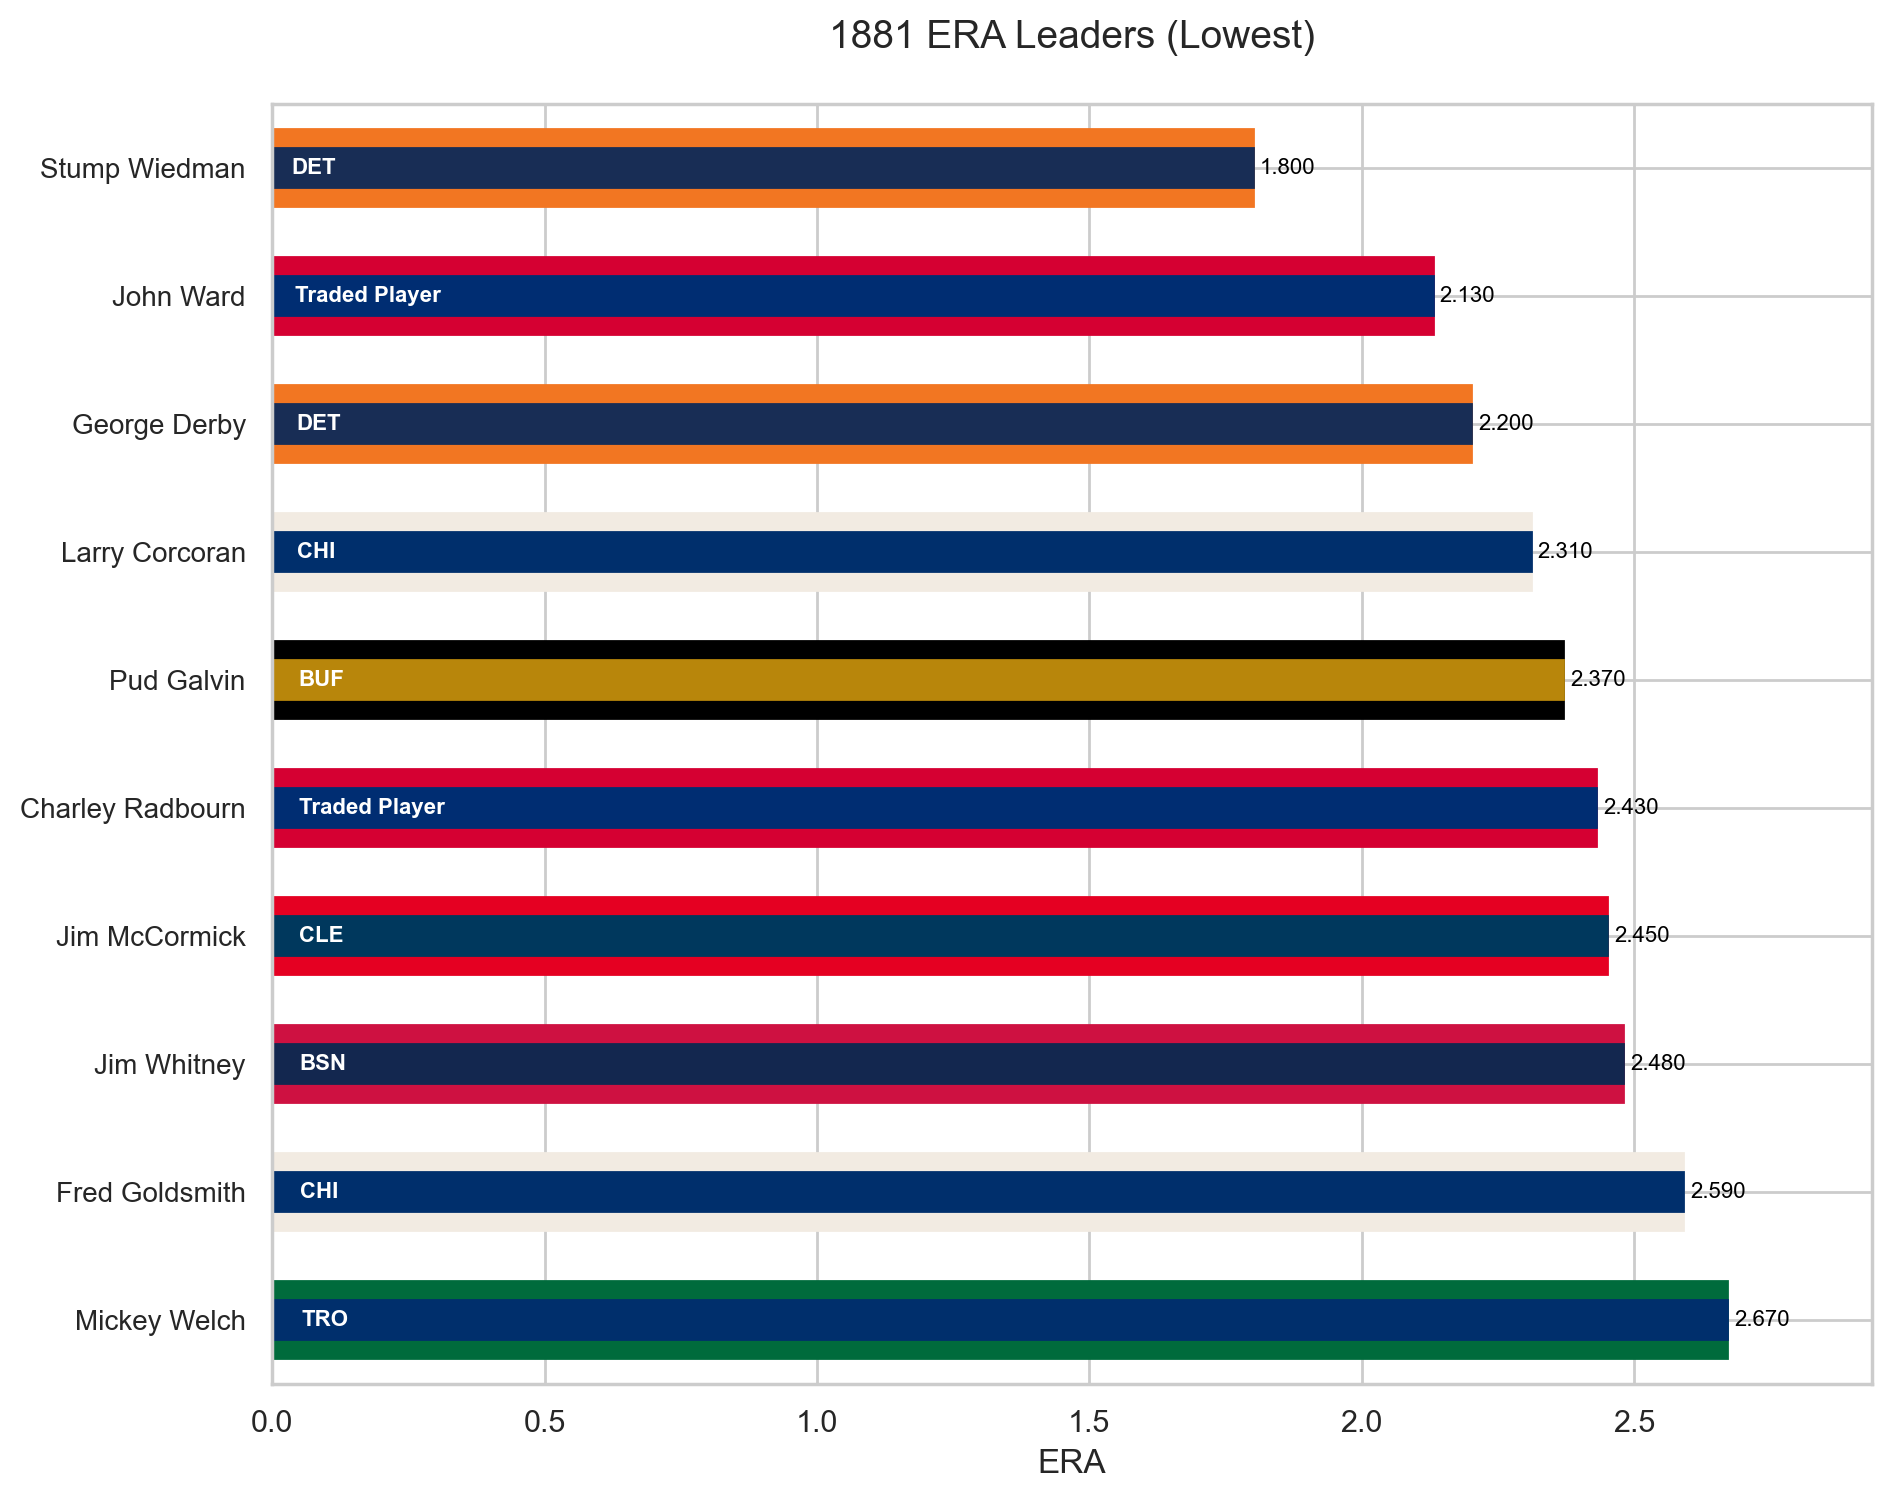 1881 ERA Leaders (Lowest)
Stump Wiedman DET 1.800
John Ward Traded Player 2.130
George Derby DET 2.200
Larry Corcoran CHI 2.310
Pud Galvin BUF 2.370
Charley Radbourn Traded Player 2.430
Jim McCormick CLE 2.450
Jim Whitney BSN 2.480
Fred Goldsmith CHI 2.590
Mickey Welch TRO 2.670
0.0 0.5 1.0 1.5 2.0 2.5
ERA